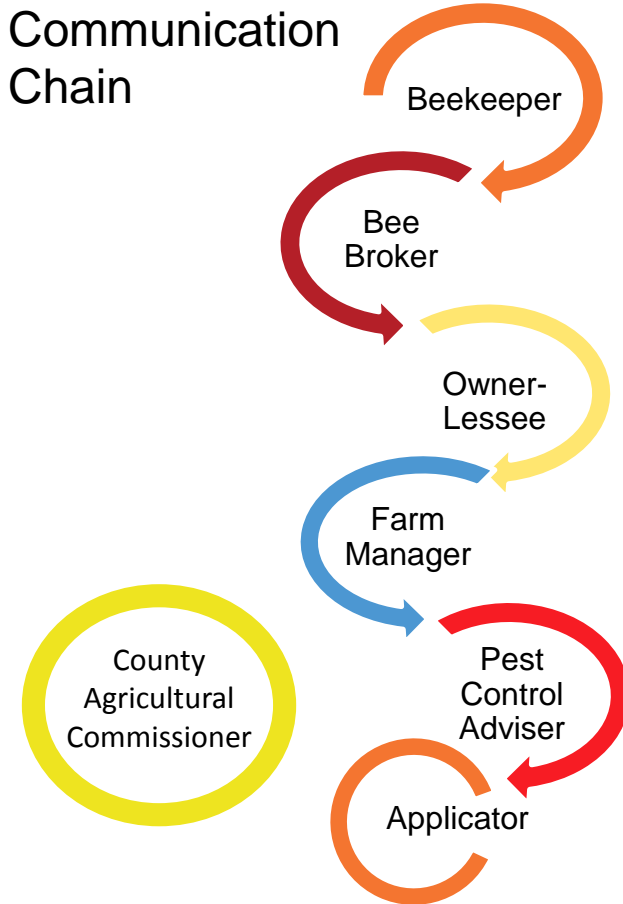 Communication
Chain
Beekeeper
Bee
Broker
Owner-
Lessee
Farm
Manager
County
Agricultural
Commissioner
Pest
Control
Adviser
Applicator